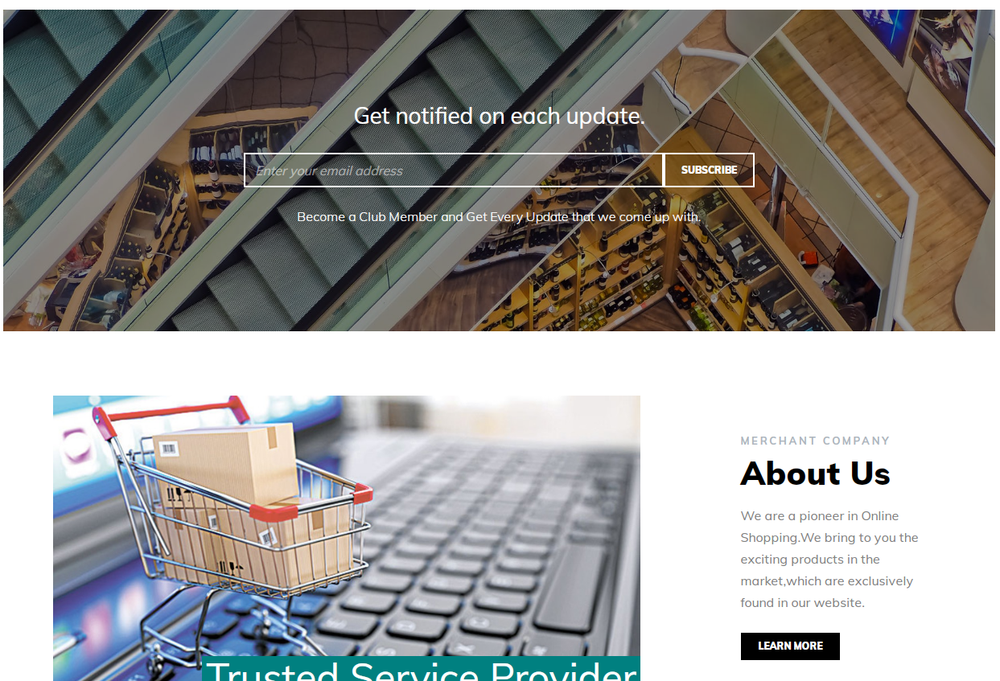 Get notified on each update.
Enter your email address
SUBSCRIBE
Become a Club Member and Get Every Update that we come up with.
MERCHANT COMPANY
About Us
We are a pioneer in Online
Shopping.We bring to you the
exciting products in the
market,which are exclusively
found in our website.
LEARN MORE
Trusted Service Provider